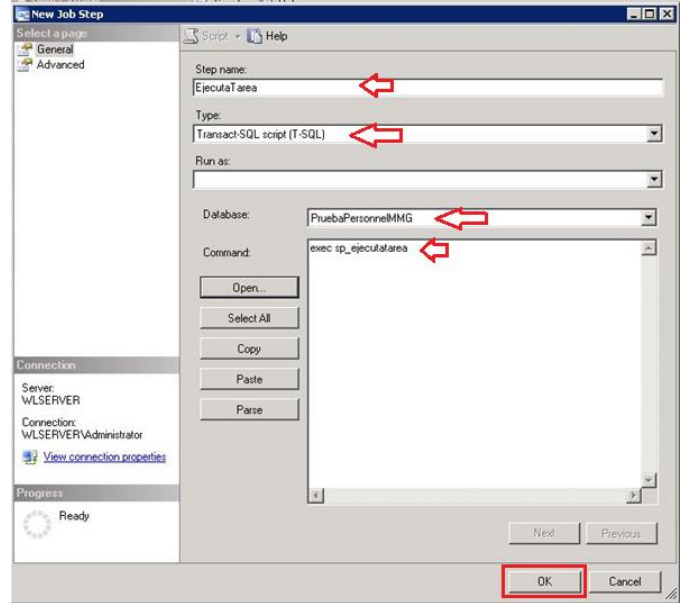 New Job Step
Select a page
General
Advanced
Script
Help
Step name:
EjecutaTarea
Type:
Transact-SQL script (T-SQL)
Run as:
Database:
PruebaPersonnelMMG
Command:
exec sp_ejecutatarea
Open...
Select All
Copy
Paste
Parse
Connection
Server:
WLSERVER
Connection:
WLSERVER\Administrator
View connection properties
Progress
Ready
Next
Previous
OK
Cancel